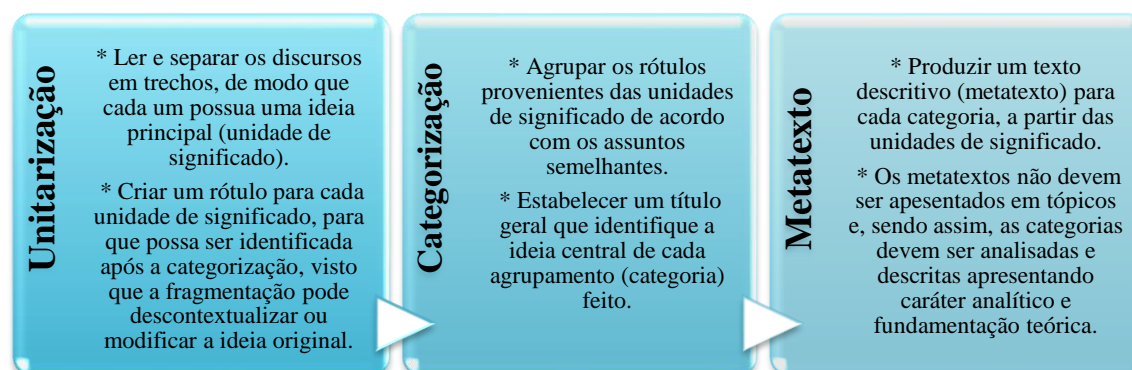 Unitarização
* Ler e separar os discursos
em trechos, de modo que
cada um possua uma ideia
principal (unidade de
significado).
* Criar um rótulo para cada
unidade de significado, para
que possa ser identificada
após a categorização, visto
que a fragmentação pode
descontextualizar ou
modificar a ideia original.
Categorização
* Agrupar os rótulos
provenientes das unidades
de significado de acordo
com os assuntos
semelhantes.
* Estabelecer um título
geral que identifique a
ideia central de cada
agrupamento (categoria)
feito.
Metatexto
* Produzir um texto
descritivo (metatexto) para
cada categoria, a partir das
unidades de significado.
* Os metatextos não devem
ser apesentados em tópicos
e, sendo assim, as categorias
devem ser analisadas e
descritas apresentando
caráter analítico e
fundamentação teórica.